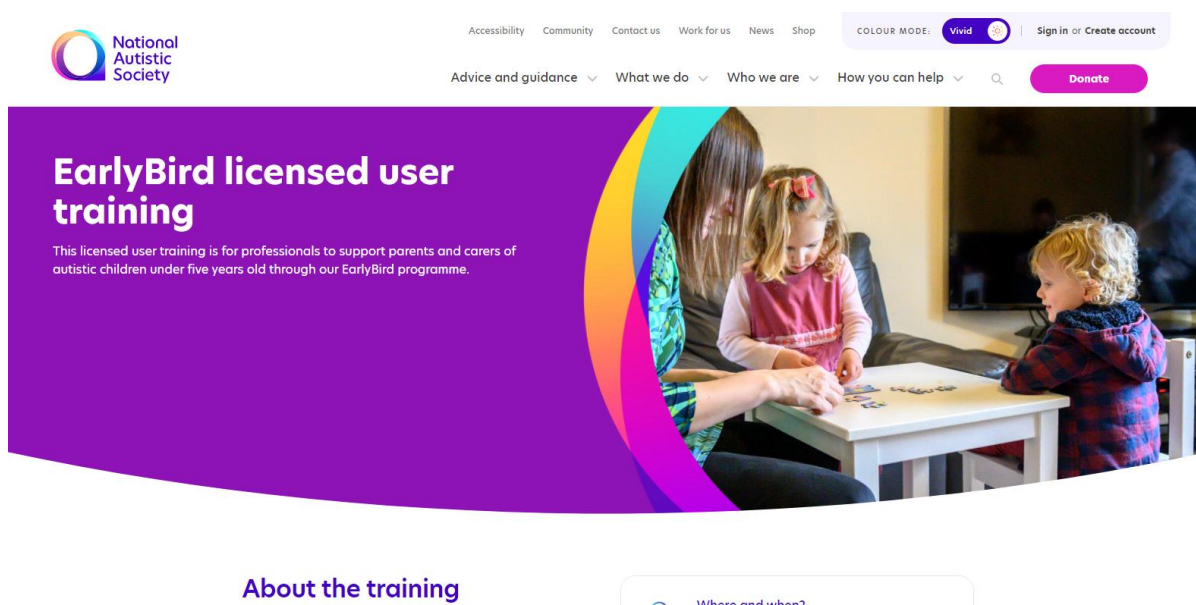 National
Autistic
Society
Accessibility Community Contact us Work for us News Shop COLOUR MODE: Vivid Sign in or Create account
Advice and guidance What we do Who we are How you can help Donate
EarlyBird licensed user
training
This licensed user training is for professionals to support parents and carers of
autistic children under five years old through our EarlyBird programme.
About the training
Where and when?